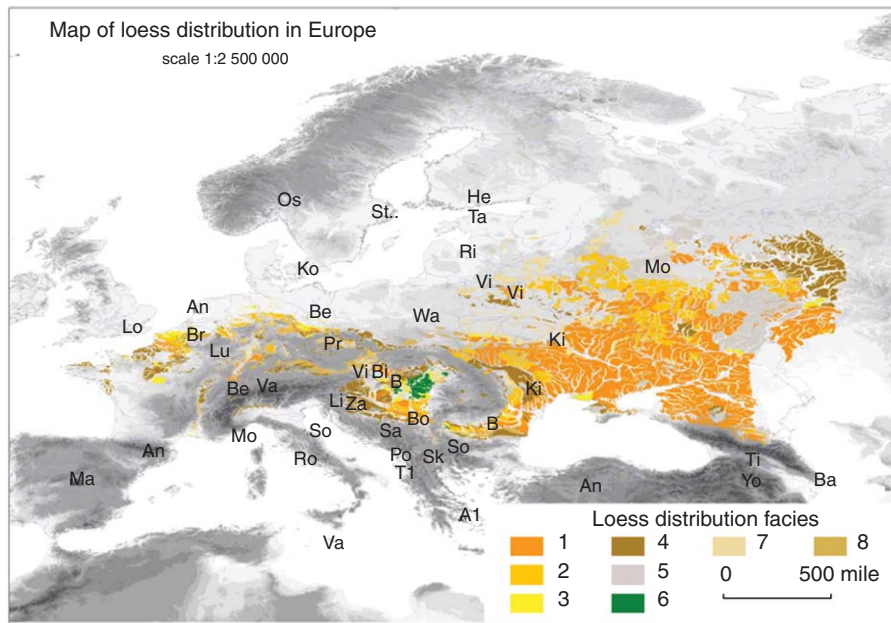 Map of loess distribution in Europe
scale 1:2 500 000
Os
St..
He
Ta
Ri
Ko
Vi
Vi
Mo
An
Be
Wa
Lo
Br
Lu
Pr
Ki
Vi
Bi
B
Be
Va
Li
Za
Ki
Bo
B
Mo
So
Sa
So
An
Ro
Po
Sk
T1
Ti
Ma
An
Yo
Ba
A1
Va
Loess distribution facies
1 4 7 8
2 5 0 500 mile
3 6